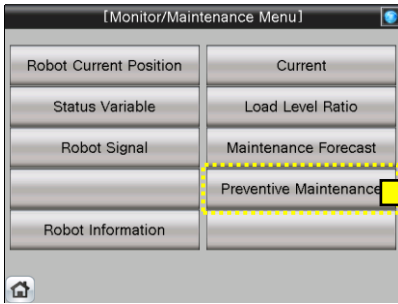 [Monitor/Maintenance Menu]
Robot Current Position
Current
Status Variable
Load Level Ratio
Robot Signal
Maintenance Forecast
Preventive Maintenance
Robot Information